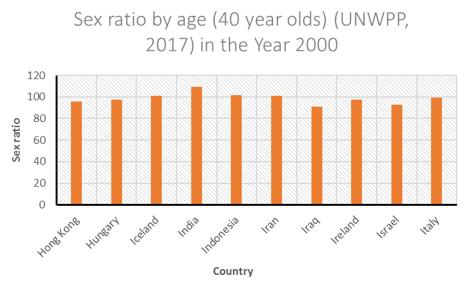 Sex ratio by age (40 year olds) (UNWPP,
2017) in the Year 2000
120
100
80
60
40
20
0
Sex ratio
Hong Kong
Hungary
Iceland
India
Indonesia
Iran
Iraq
Ireland
Israel
Italy
Country